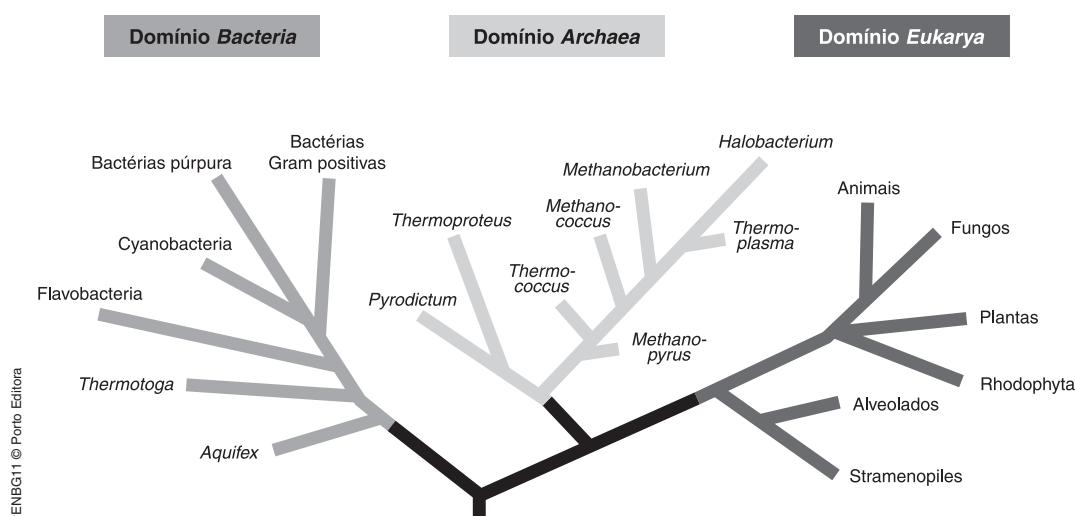 Domínio Bacteria
Domínio Archaea
Domínio Eukarya
Bactérias púrpura
Bactérias
Gram positivas
Cyanobacteria
Flavobacteria
Thermotoga
Aquifex
Thermoproteus
Pyrodictum
Thermo-
coccus
Methano-
coccus
Methanobacterium
Halobacterium
Thermo-
plasma
Methano-
pyrus
Animais
Fungos
Plantas
Rhodophyta
Alveolados
Stramenopiles
ENBG11 © Porto Editora